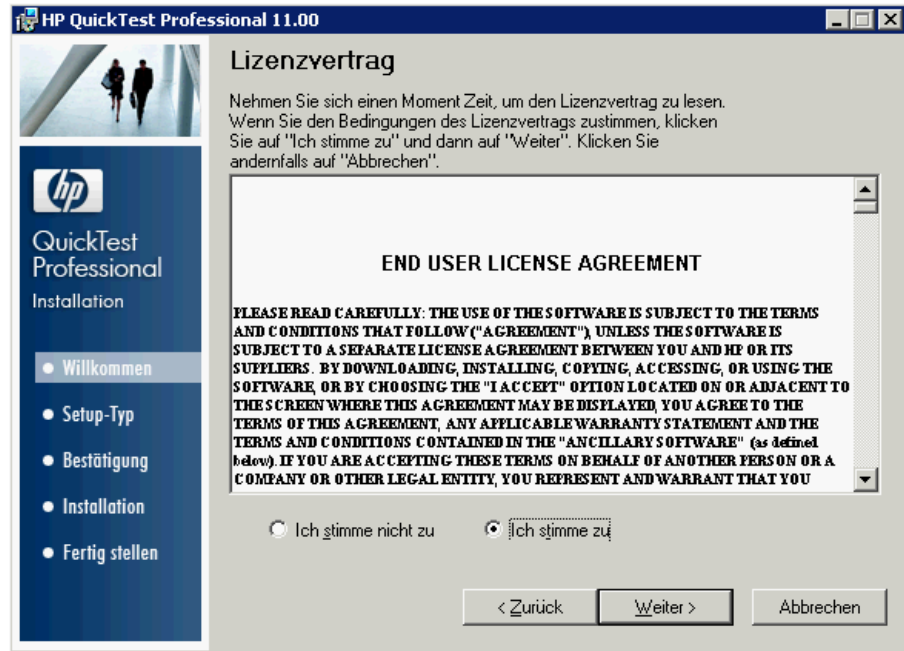 HP QuickTest Professional 11.00
Lizenzvertrag
Nehmen Sie sich einen Moment Zeit, um den Lizenzvertrag zu lesen.
Wenn Sie den Bedingungen des Lizenzvertrags zustimmen, klicken
Sie auf "Ich stimme zu" und dann auf "Weiter". Klicken Sie
andernfalls auf "Abbrechen".
hp
QuickTest
Professional
Installation
Willkommen
Setup-Typ
Bestätigung
Installation
Fertig stellen
END USER LICENSE AGREEMENT
PLEASE READ CAREFULLY: THE USE OF THE SOFTWARE IS SUBJECT TO THE TERMS
AND CONDITIONS THAT FOLLOW ("AGREEMENT"), UNLESS THE SOFTWARE IS
SUBJECT TO A SEPARATE LICENSE AGREEMENT BETWEEN YOU AND HP OR ITS
SUPPLIERS. BY DOWNLOADING, INSTALLING, COPYING, ACCESSING, OR USING THE
SOFTWARE, OR BY CHOOSING THE "I ACCEPT" OPTION LOCATED ON OR ADJACENT TO
THE SCREEN WHERE THIS AGREEMENT MAY BE DISPLAYED, YOU AGREE TO THE
TERMS OF THIS AGREEMENT, ANY APPLICABLE WARRANTY STATEMENT AND THE
TERMS AND CONDITIONS CONTAINED IN THE "ANCILLARY SOFTWARE" (as defined
below). IF YOU ARE ACCEPTING THESE TERMS ON BEHALF OF ANOTHER PERSON OR A
COMPANY OR OTHER LEGAL ENTITY, YOU REPRESENT AND WARRANT THAT YOU
Ich stimme nicht zu
Ich stimme zu
< Zurück
Weiter >
Abbrechen